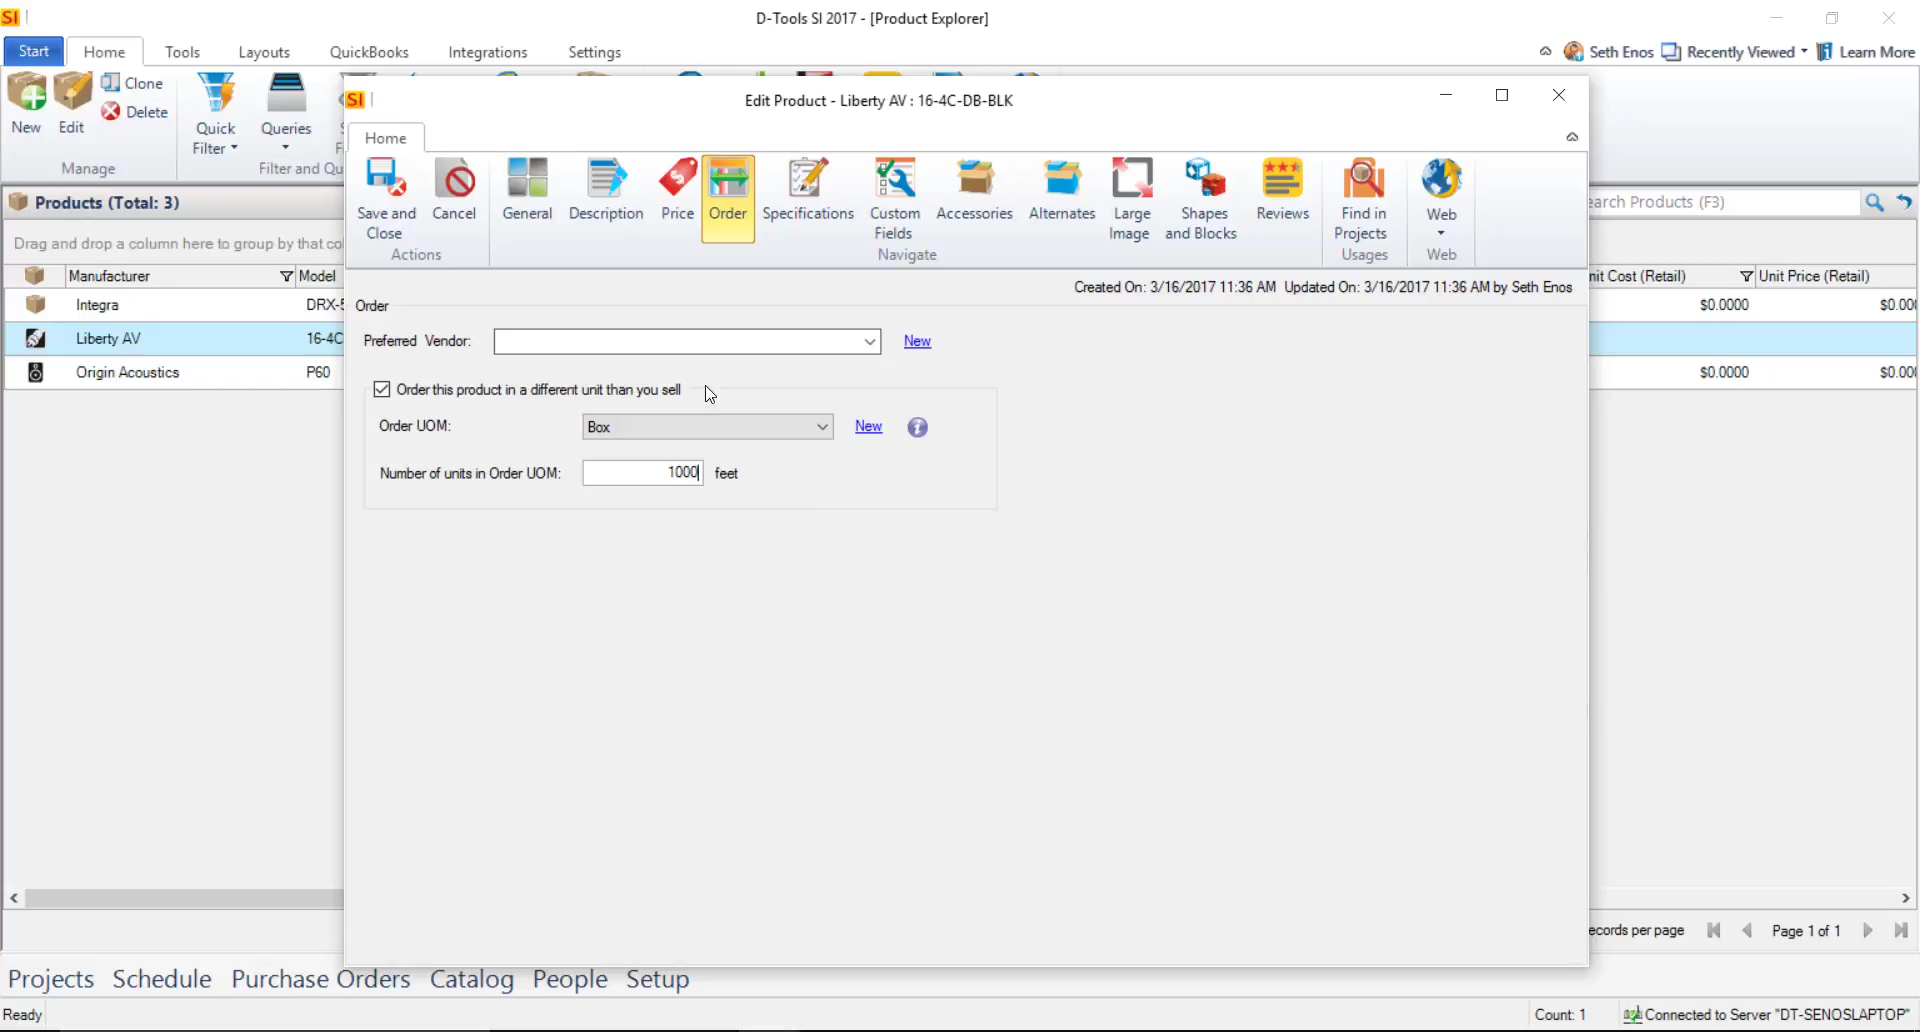 SI
D-Tools SI 2017 - [Product Explorer]
Start Home Tools Layouts QuickBooks Integrations Settings
Seth Enos Recently Viewed Learn More
New Edit Clone Delete
Manage
Quick Filter Queries
Filter and Qu
SI
Edit Product - Liberty AV : 16-4C-DB-BLK
Home
Save and Close Cancel General Description Price Order Specifications Custom Fields Accessories Alternates Large Image Shapes and Blocks Reviews Find in Projects Web
Actions Navigate Usages Web
Products (Total: 3)
earch Products (F3)
Drag and drop a column here to group by that co
Manufacturer Model
nit Cost (Retail) Unit Price (Retail)
Integra DRX-5
$0.0000 $0.00
Liberty AV 16-4C
Origin Acoustics P60
$0.0000 $0.00
Created On: 3/16/2017 11:36 AM Updated On: 3/16/2017 11:36 AM by Seth Enos
Order
Preferred Vendor: New
Order this product in a different unit than you sell
Order UOM: Box New
Number of units in Order UOM: 1000 feet
ecords per page Page 1 of 1
Projects Schedule Purchase Orders Catalog People Setup
Ready
Count: 1 Connected to Server "DT-SENOSLAPTOP"